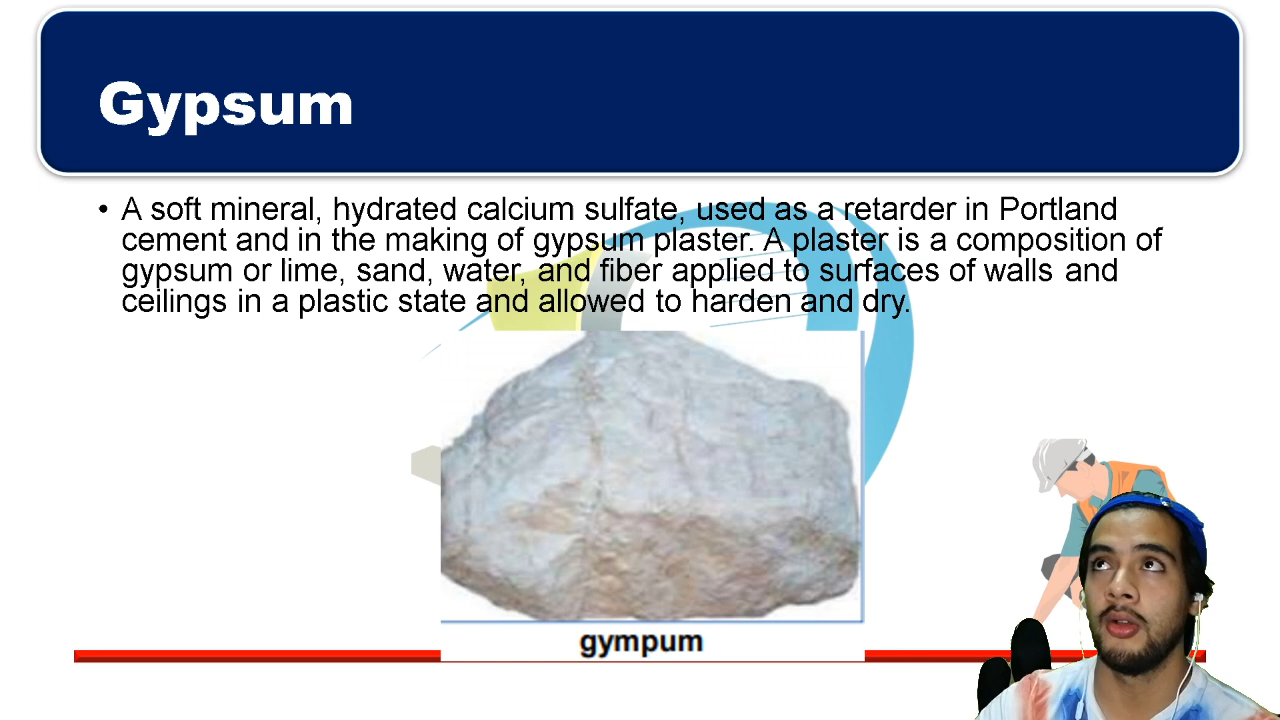 Gypsum
• A soft mineral, hydrated calcium sulfate, used as a retarder in Portland
cement and in the making of gypsum plaster. A plaster is a composition of
gypsum or lime, sand, water, and fiber applied to surfaces of walls and
ceilings in a plastic state and allowed to harden and dry.
gympum